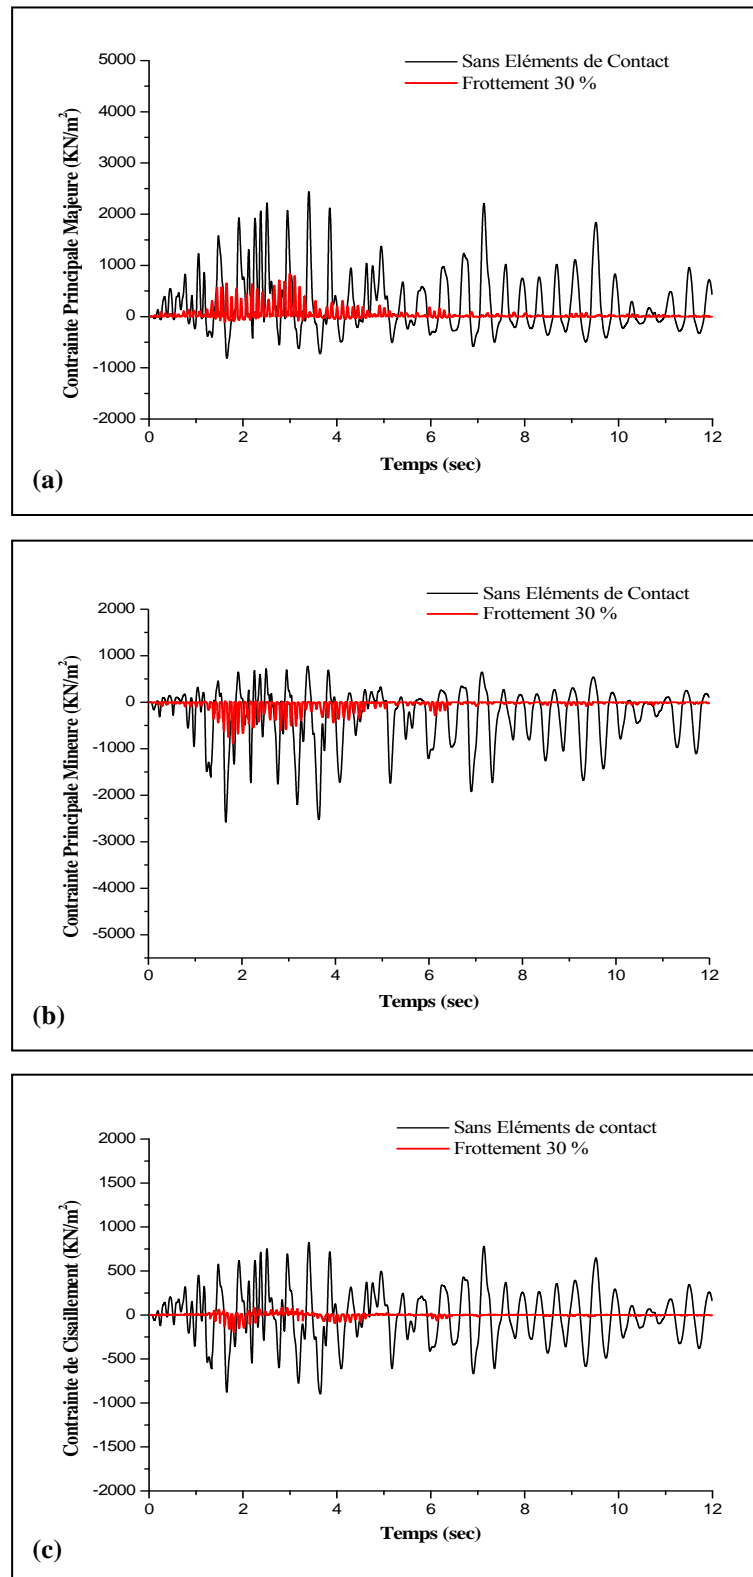 Sans Eléments de Contact
Frottement 30 %
Contrainte Principale Majeure (KN/m²)
5000
4000
3000
2000
1000
0
-1000
-2000
0 2 4 6 8 10 12
Temps (sec)
(a)
Sans Eléments de Contact
Frottement 30 %
Contrainte Principale Mineure (KN/m²)
2000
1000
0
-1000
-2000
-3000
-4000
-5000
0 2 4 6 8 10 12
Temps (sec)
(b)
Sans Eléments de contact
Frottement 30 %
Contrainte de Cisaillement (KN/m²)
2000
1500
1000
500
0
-500
-1000
-1500
-2000
0 2 4 6 8 10 12
Temps (sec)
(c)